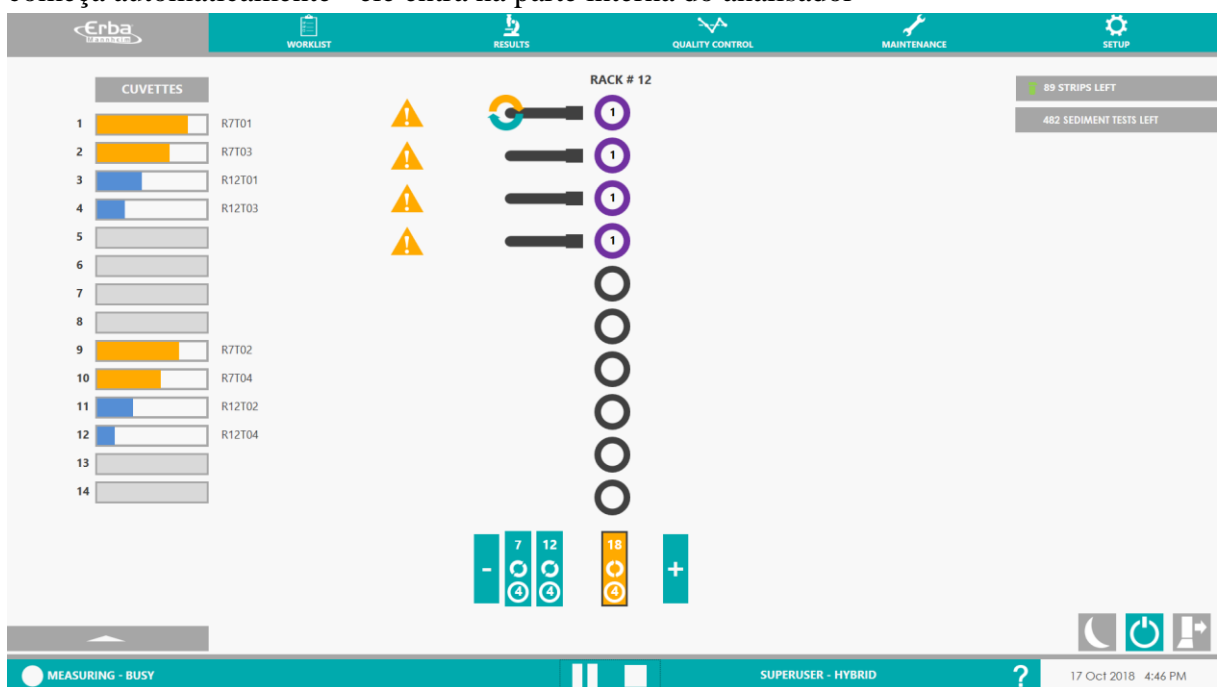 Erba
Mannheim
WORKLIST
RESULTS
QUALITY CONTROL
MAINTENANCE
SETUP
CUVETTES
RACK # 12
89 STRIPS LEFT
482 SEDIMENT TESTS LEFT
1 R7T01
2 R7T03
3 R12T01
4 R12T03
5
6
7
8
9 R7T02
10 R7T04
11 R12T02
12 R12T04
13
14
1
1
1
1
- 7 12 18 +
4 4 4
MEASURING - BUSY
SUPERUSER - HYBRID
?
17 Oct 2018 4:46 PM